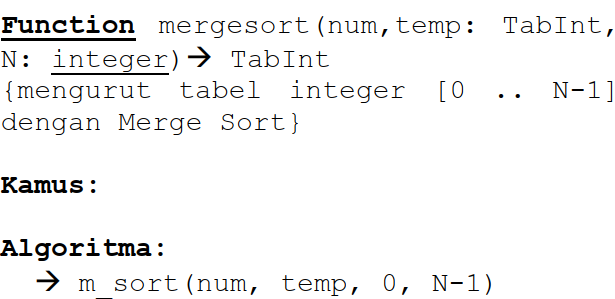 Function mergesort(num,temp: TabInt,
N: integer)→ TabInt
{mengurut tabel integer [0 .. N-1]
dengan Merge Sort}
Kamus:
Algoritma:
→ m_sort(num, temp, 0, N-1)